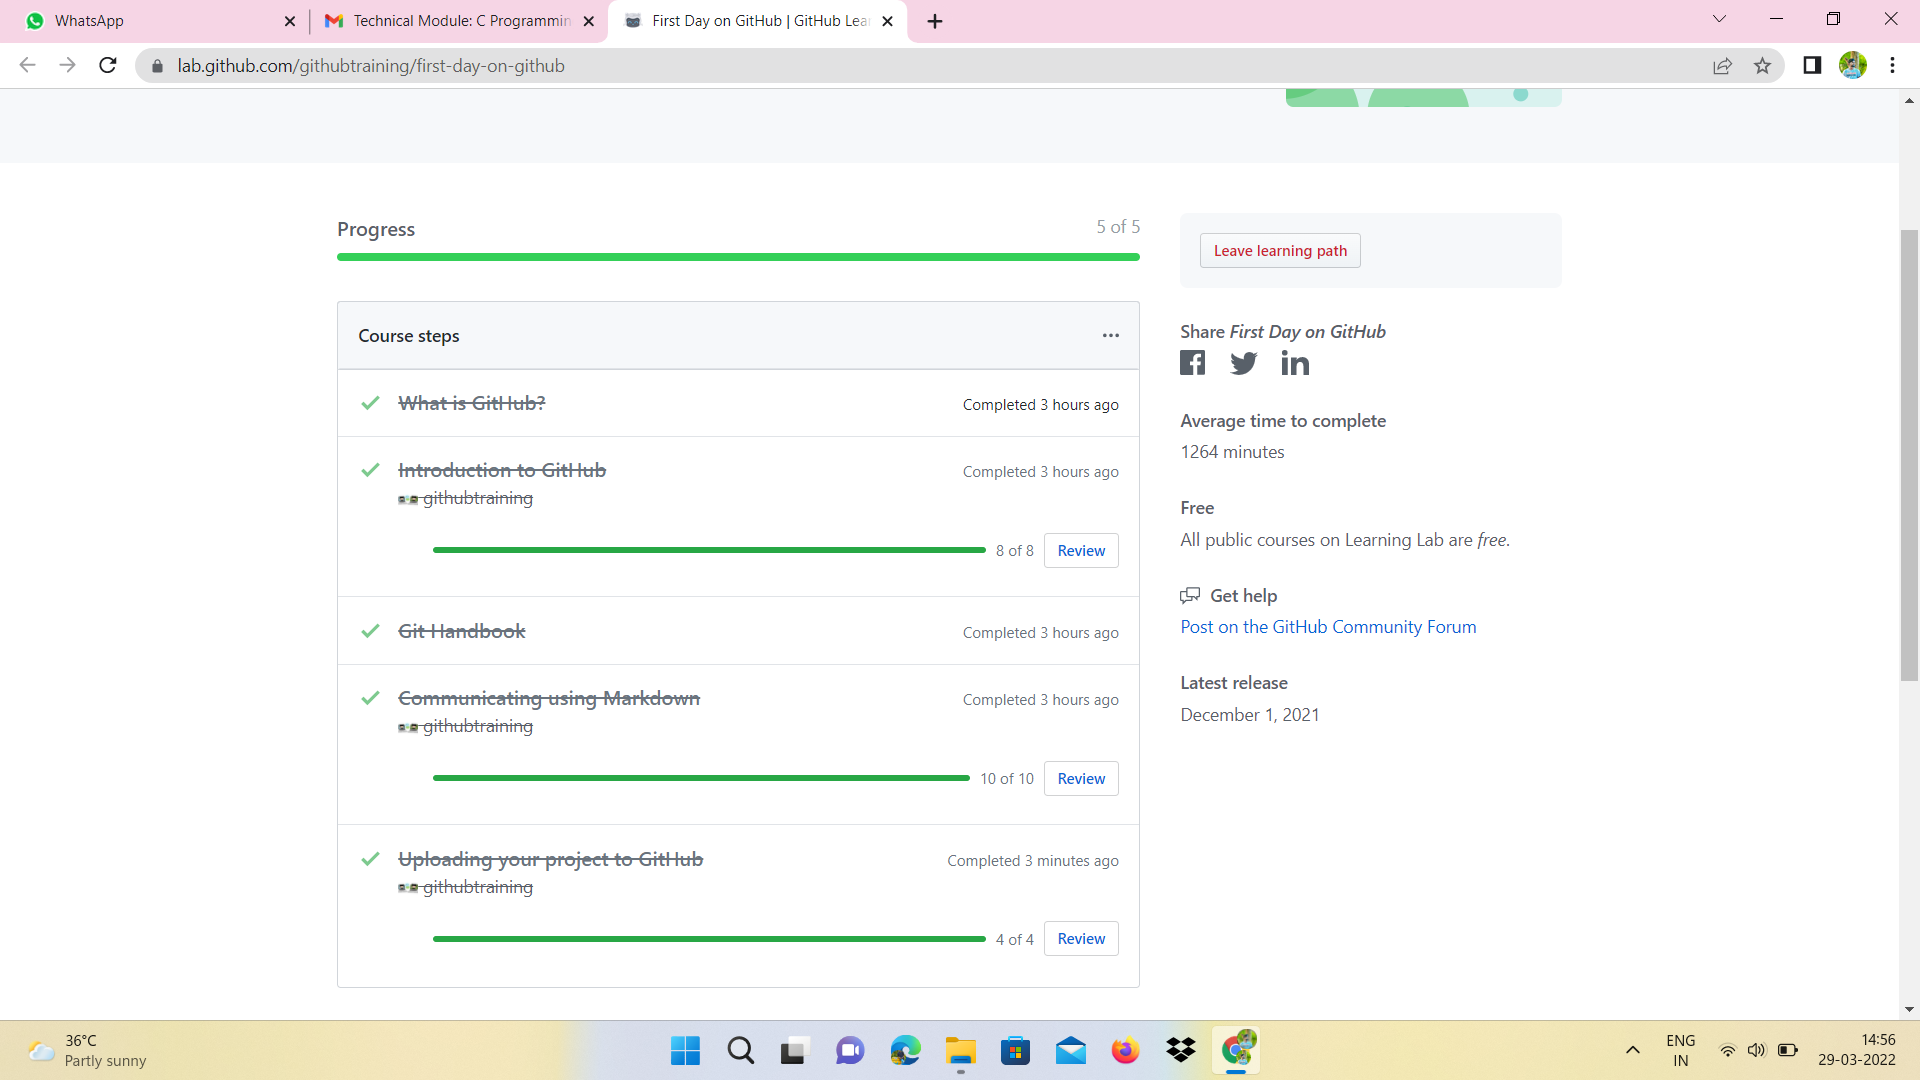 WhatsApp
Technical Module: C Programmin
First Day on GitHub | GitHub Lea
lab.github.com/githubtraining/first-day-on-github
Progress
5 of 5
Course steps
What is GitHub?
Completed 3 hours ago
Introduction to GitHub
Completed 3 hours ago
githubtraining
8 of 8
Review
Git Handbook
Completed 3 hours ago
Communicating using Markdown
Completed 3 hours ago
githubtraining
10 of 10
Review
Uploading your project to GitHub
Completed 3 minutes ago
githubtraining
4 of 4
Review
Leave learning path
Share First Day on GitHub
Average time to complete
1264 minutes
Free
All public courses on Learning Lab are free.
Get help
Post on the GitHub Community Forum
Latest release
December 1, 2021
36°C
Partly sunny
ENG
IN
14:56
29-03-2022